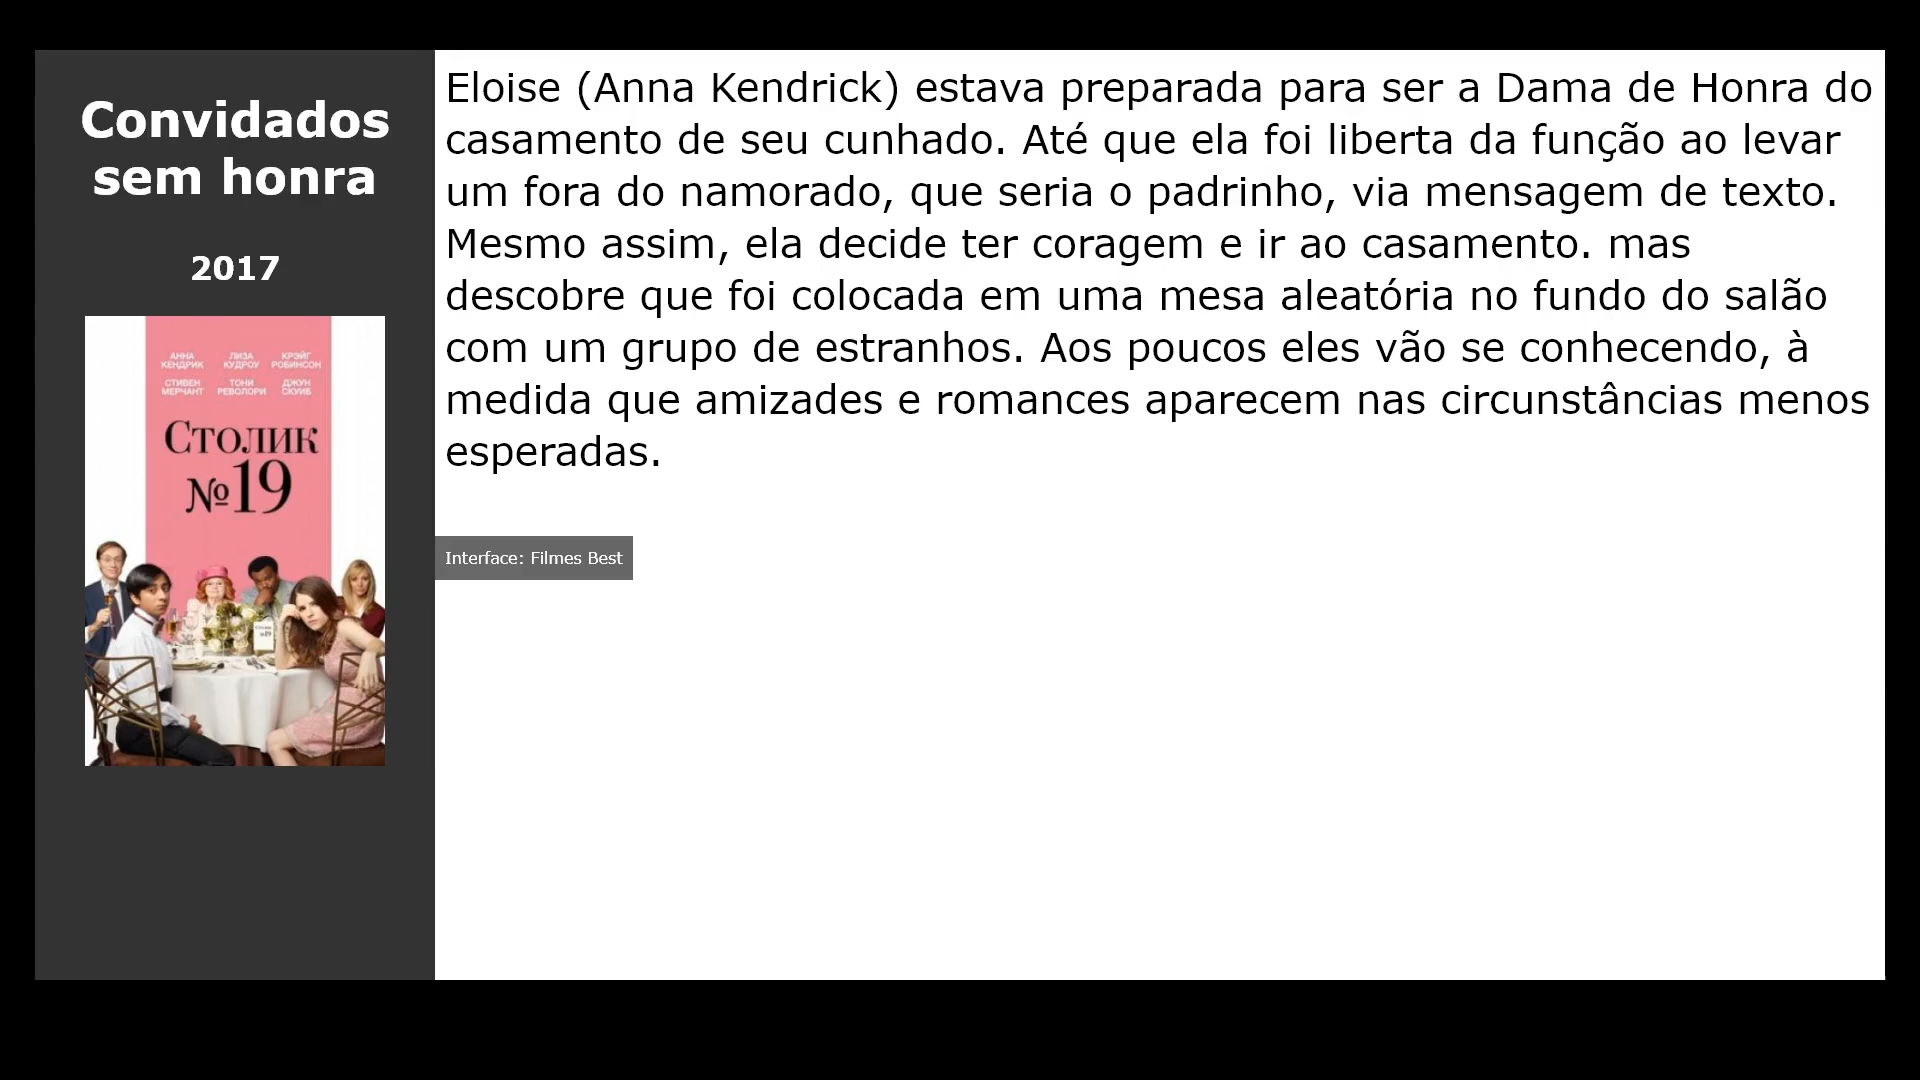 Convidados
sem honra
2017
АННА КЕНДРИК
ЛИЗА КУДРОУ
КРЭЙГ РОБИНСОН
СТИВЕН МЕРЧАНТ
ТОНИ РЕВОЛОРИ
ДЖУН СКУИБ
Столик
№19
Столик
№19
Eloise (Anna Kendrick) estava preparada para ser a Dama de Honra do
casamento de seu cunhado. Até que ela foi liberta da função ao levar
um fora do namorado, que seria o padrinho, via mensagem de texto.
Mesmo assim, ela decide ter coragem e ir ao casamento. mas
descobre que foi colocada em uma mesa aleatória no fundo do salão
com um grupo de estranhos. Aos poucos eles vão se conhecendo, à
medida que amizades e romances aparecem nas circunstâncias menos
esperadas.
Interface: Filmes Best